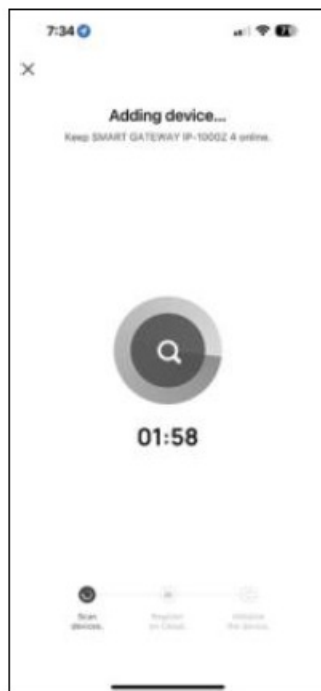 7:34
Adding device...
Keep SMART GATEWAY IP-1000Z 4 online.
01:58
Scan
devices.
Register
on Cloud.
Initialize
the device.